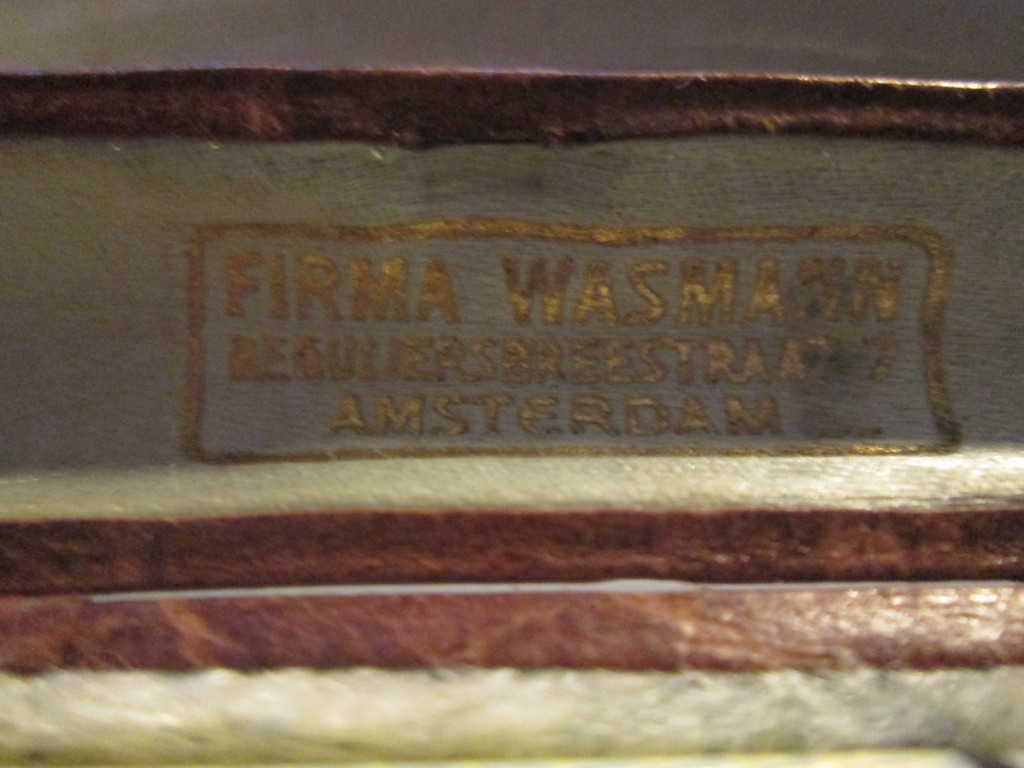 FIRMA WASMANN
REGULIERSBREESTRAAT 7
AMSTERDAM